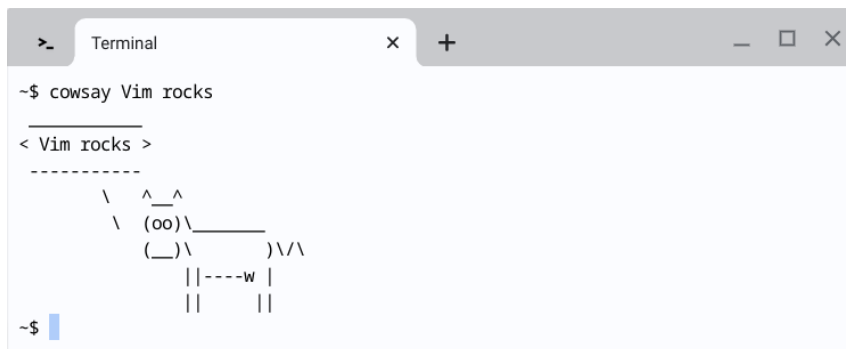 >_ Terminal
~$ cowsay Vim rocks
 ___________
< Vim rocks >
 -----------
        \   ^__^
         \  (oo)\_______
            (__)\       )\/\
                ||----w |
                ||     ||
~$